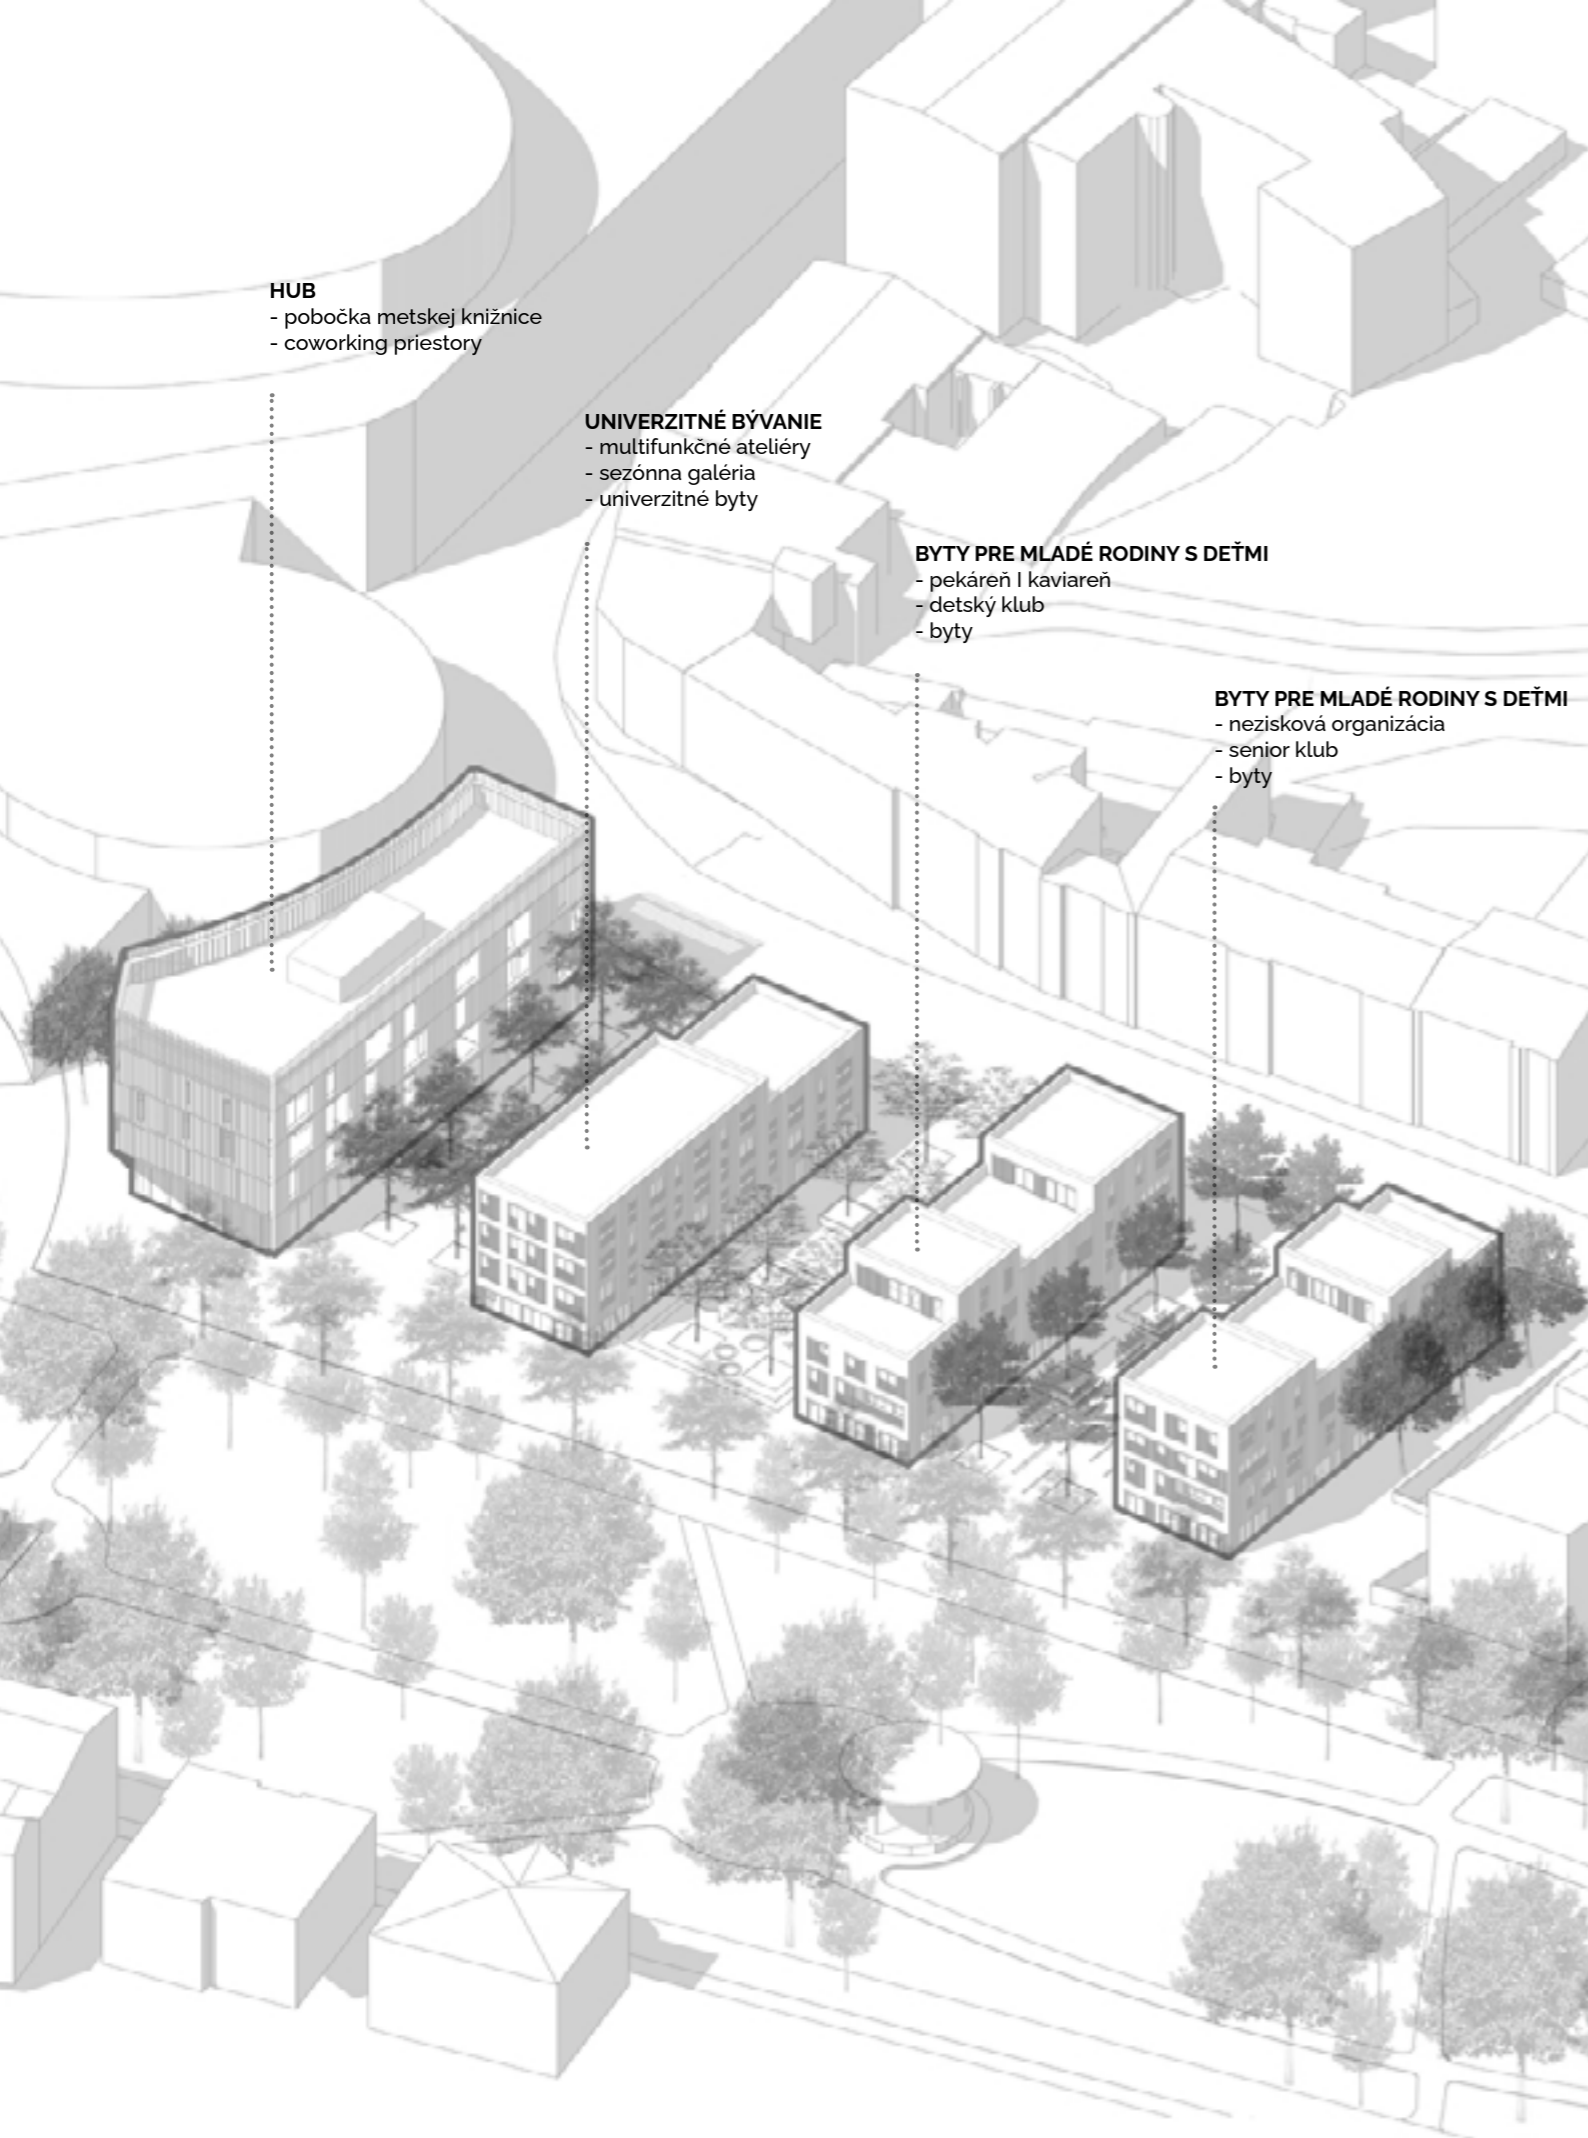 HUB
- pobočka metskej knižnice
- coworking priestory
UNIVERZITNÉ BÝVANIE
- multifunkčné ateliéry
- sezónna galéria
- univerzitné byty
BYTY PRE MLADÉ RODINY S DEŤMI
- pekáreň I kaviareň
- detský klub
- byty
BYTY PRE MLADÉ RODINY S DEŤMI
- nezisková organizácia
- senior klub
- byty